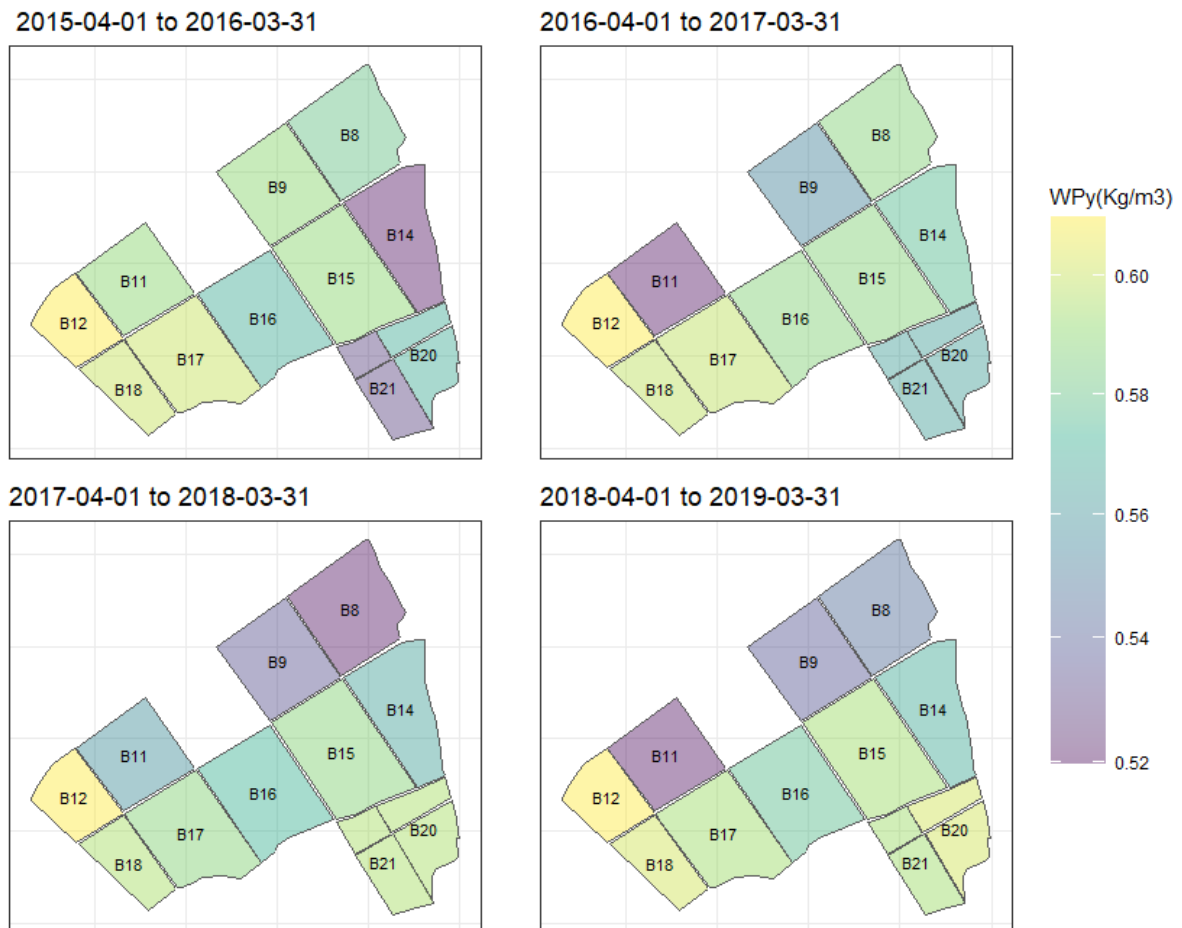 2015-04-01 to 2016-03-31
2016-04-01 to 2017-03-31
B8
B9
B14
B11
B15
B12
B16
B17
B20
B18
B21
B8
B9
B14
B11
B15
B12
B16
B17
B20
B18
B21
WPy(Kg/m3)
0.60
0.58
0.56
0.54
0.52
2017-04-01 to 2018-03-31
2018-04-01 to 2019-03-31
B8
B9
B14
B11
B15
B12
B16
B17
B20
B18
B21
B8
B9
B14
B11
B15
B12
B16
B17
B20
B18
B21